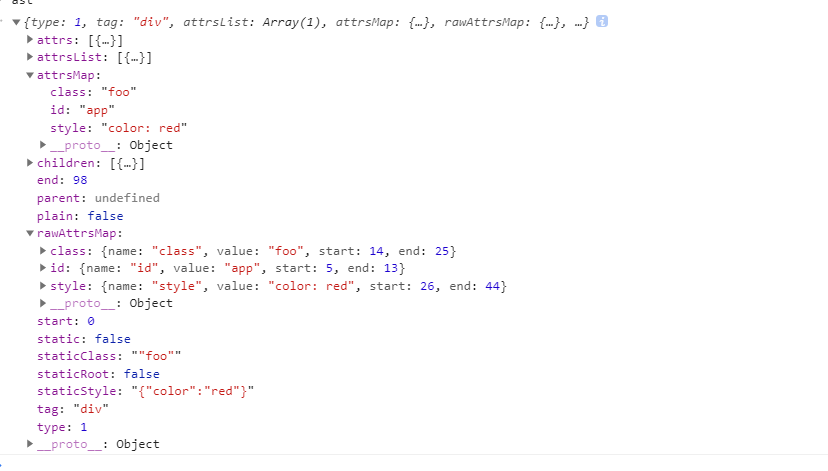 ast
▼{type: 1, tag: "div", attrsList: Array(1), attrsMap: {…}, rawAttrsMap: {…}, …} i
▶attrs: [{…}]
▶attrsList: [{…}]
▼attrsMap:
class: "foo"
id: "app"
style: "color: red"
▶__proto__: Object
▶children: [{…}]
end: 98
parent: undefined
plain: false
▼rawAttrsMap:
▶class: {name: "class", value: "foo", start: 14, end: 25}
▶id: {name: "id", value: "app", start: 5, end: 13}
▶style: {name: "style", value: "color: red", start: 26, end: 44}
▶__proto__: Object
start: 0
static: false
staticClass: ""foo""
staticRoot: false
staticStyle: "{"color":"red"}"
tag: "div"
type: 1
▶__proto__: Object